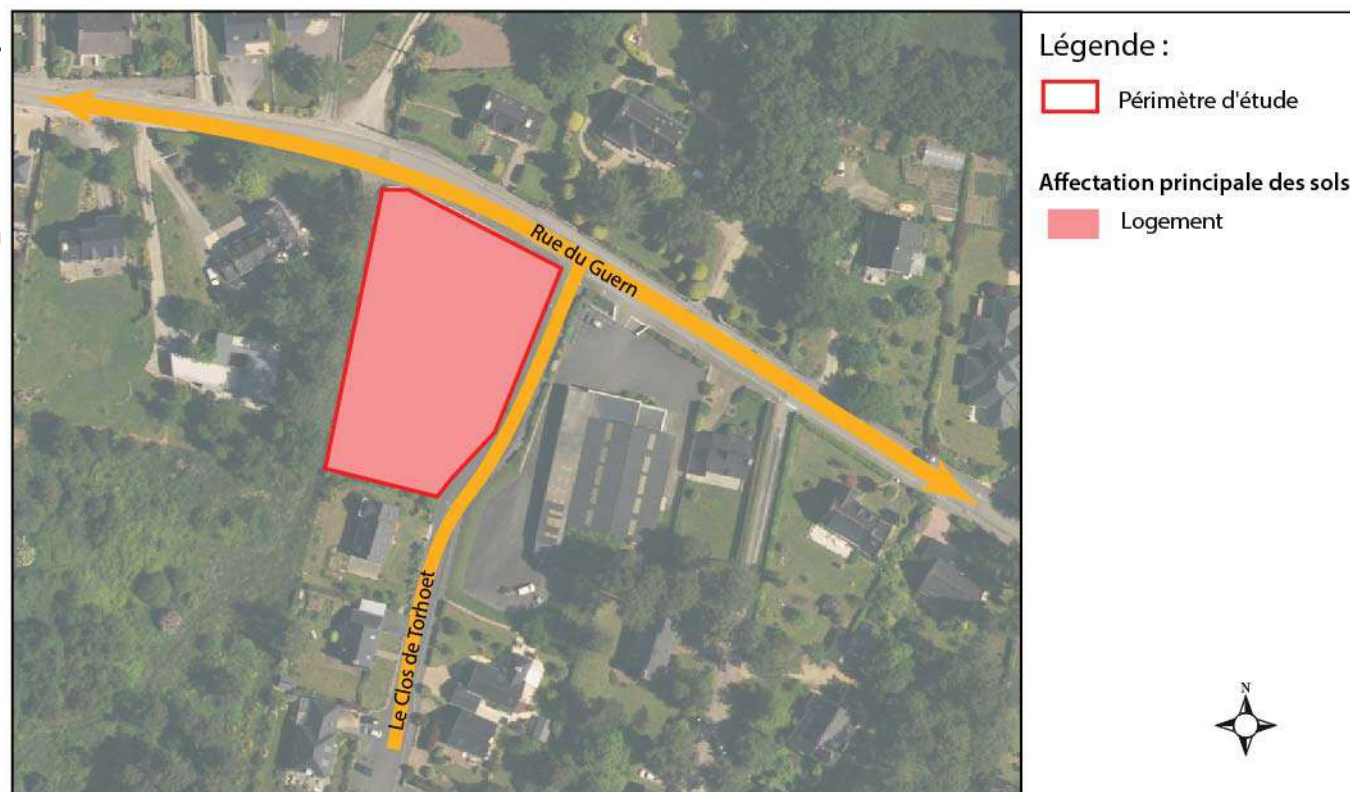 Légende :
Périmètre d'étude
Affectation principale des sols
Logement
Rue du Guern
Le Clos de Torhoet
N